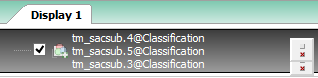 Display 1
tm_sacsub.4@Classification
tm_sacsub.5@Classification
tm_sacsub.3@Classification